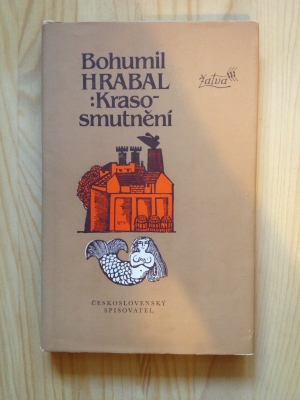 Bohumil
HRABAL
:Kraso-
smutnění
žatva
ČESKOSLOVENSKÝ
SPISOVATEL